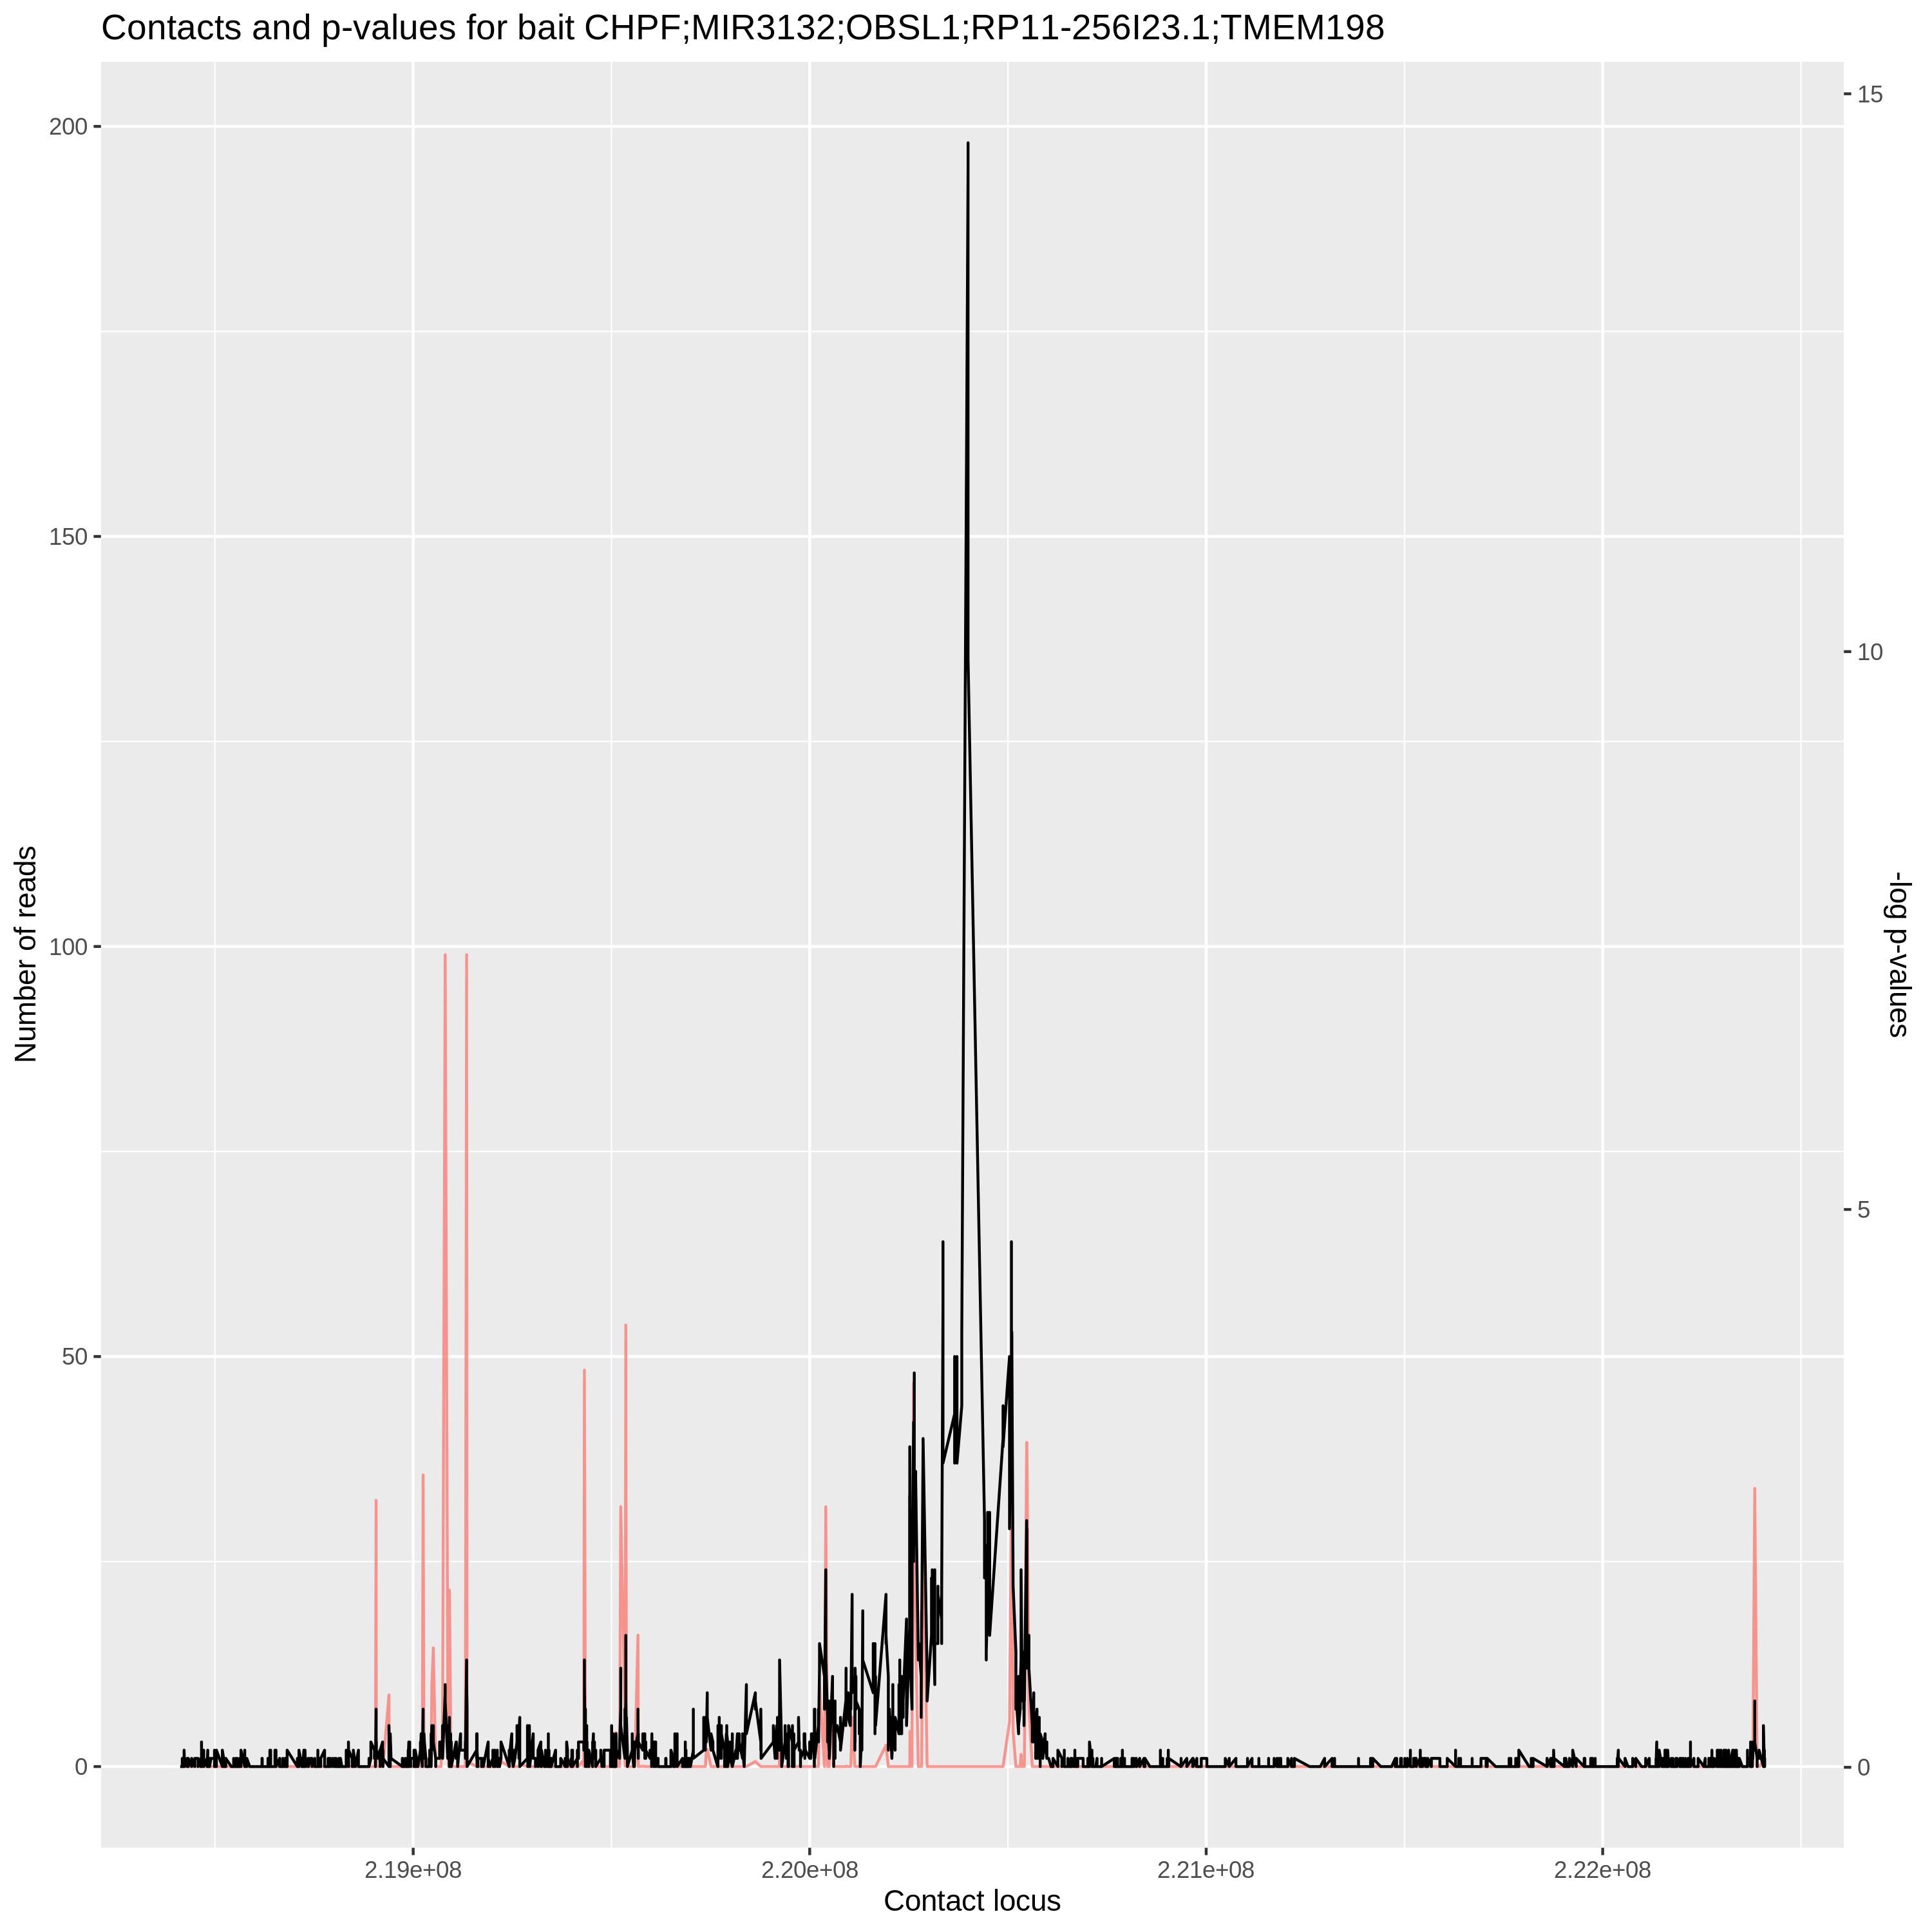 Contacts and p-values for bait CHPF;MIR3132;OBSL1;RP11-256I23.1;TMEM198
200
150
100
50
0
Number of reads
15
10
5
0
-log p-values
2.19e+08
2.20e+08
2.21e+08
2.22e+08
Contact locus